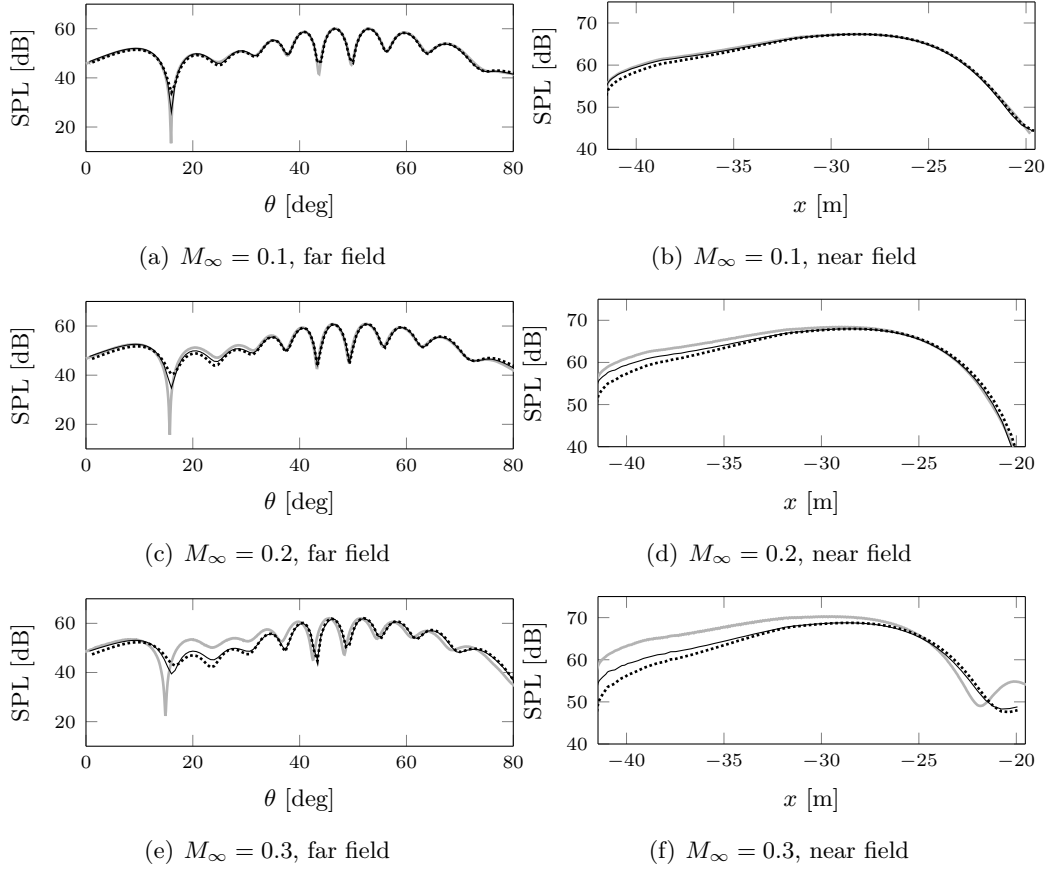 60
40
20
SPL [dB]
0 20 40 60 80
θ [deg]
(a) M∞ = 0.1, far field
70
60
50
40
SPL [dB]
−40 −35 −30 −25 −20
x [m]
(b) M∞ = 0.1, near field
60
40
20
SPL [dB]
0 20 40 60 80
θ [deg]
(c) M∞ = 0.2, far field
70
60
50
40
SPL [dB]
−40 −35 −30 −25 −20
x [m]
(d) M∞ = 0.2, near field
60
40
20
SPL [dB]
0 20 40 60 80
θ [deg]
(e) M∞ = 0.3, far field
70
60
50
40
SPL [dB]
−40 −35 −30 −25 −20
x [m]
(f) M∞ = 0.3, near field